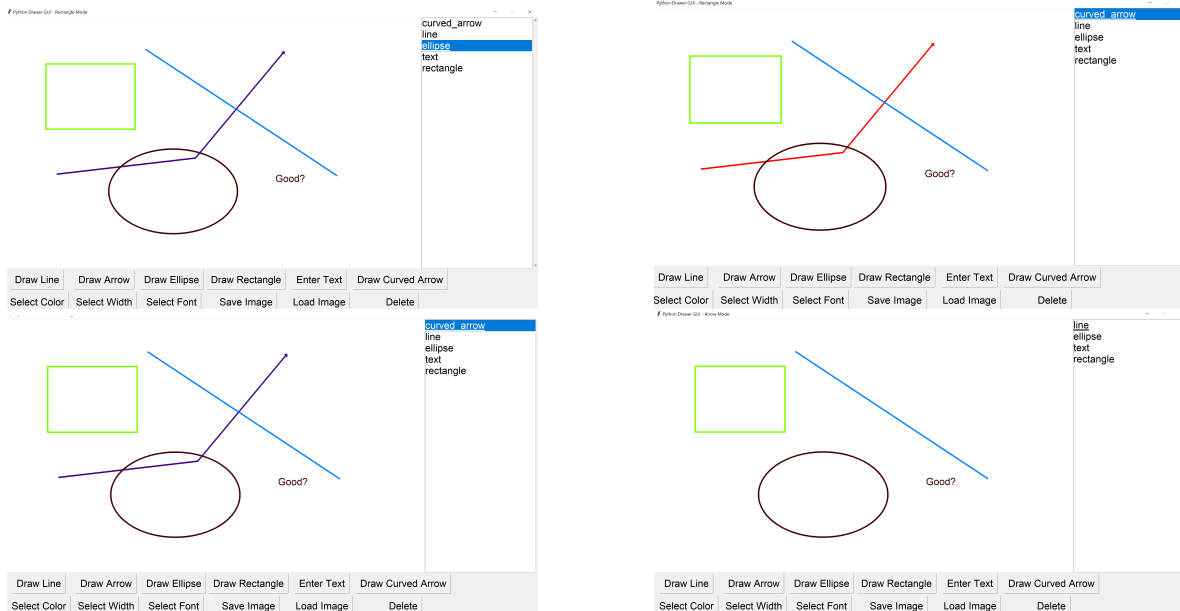 Python Drawer GUI - Rectangle Mode
curved_arrow
line
ellipse
text
rectangle
Good?
Draw Line Draw Arrow Draw Ellipse Draw Rectangle Enter Text Draw Curved Arrow
Select Color Select Width Select Font Save Image Load Image Delete
Python Drawer GUI - Rectangle Mode
curved_arrow
line
ellipse
text
rectangle
Good?
Draw Line Draw Arrow Draw Ellipse Draw Rectangle Enter Text Draw Curved Arrow
Select Color Select Width Select Font Save Image Load Image Delete
curved_arrow
line
ellipse
text
rectangle
Good?
Draw Line Draw Arrow Draw Ellipse Draw Rectangle Enter Text Draw Curved Arrow
Select Color Select Width Select Font Save Image Load Image Delete
Python Drawer GUI - Arrow Mode
line
ellipse
text
rectangle
Good?
Draw Line Draw Arrow Draw Ellipse Draw Rectangle Enter Text Draw Curved Arrow
Select Color Select Width Select Font Save Image Load Image Delete